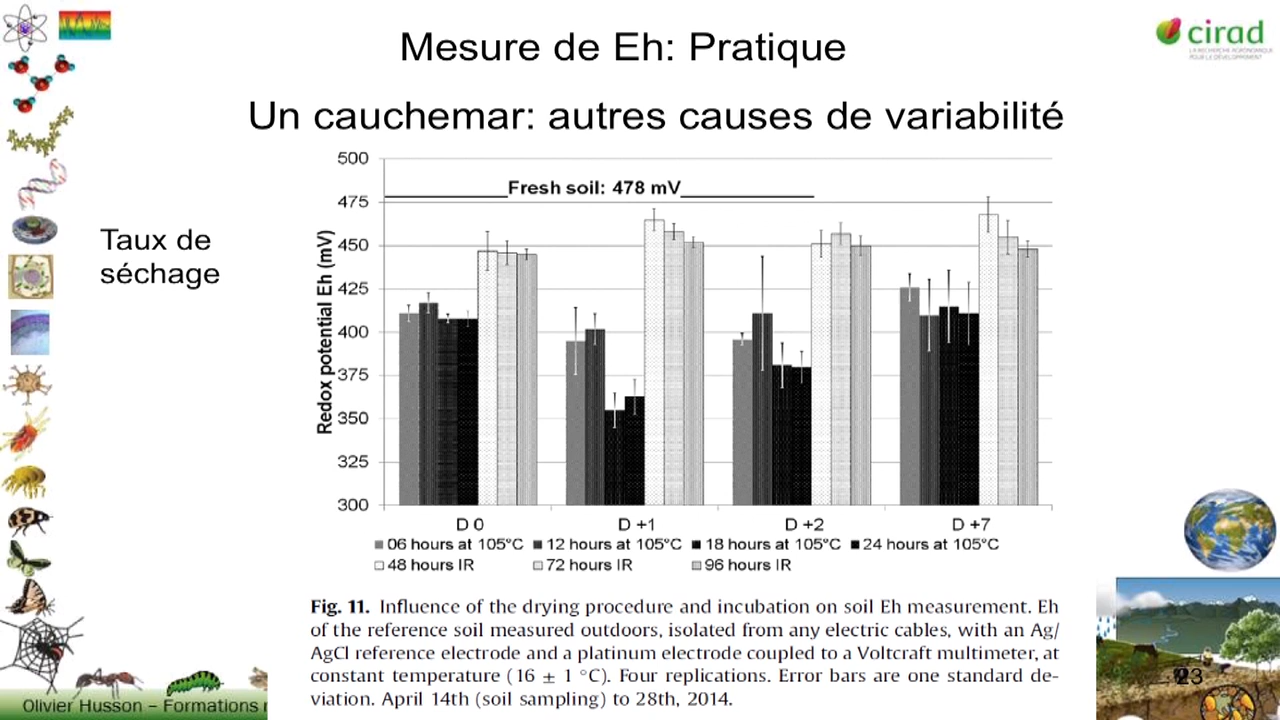 cirad
LA RECHERCHE AGRONOMIQUE
POUR LE DÉVELOPPEMENT
Mesure de Eh: Pratique
Un cauchemar: autres causes de variabilité
Taux de
séchage
Redox potential Eh (mV)
500
475
450
425
400
375
350
325
300
Fresh soil: 478 mV
D 0
D +1
D +2
D +7
06 hours at 105°C
12 hours at 105°C
18 hours at 105°C
24 hours at 105°C
48 hours IR
72 hours IR
96 hours IR
Fig. 11. Influence of the drying procedure and incubation on soil Eh measurement. Eh
of the reference soil measured outdoors, isolated from any electric cables, with an Ag/
AgCl reference electrode and a platinum electrode coupled to a Voltcraft multimeter, at
constant temperature (16 ± 1 °C). Four replications. Error bars are one standard de-
viation. April 14th (soil sampling) to 28th, 2014.
Olivier Husson – Formations